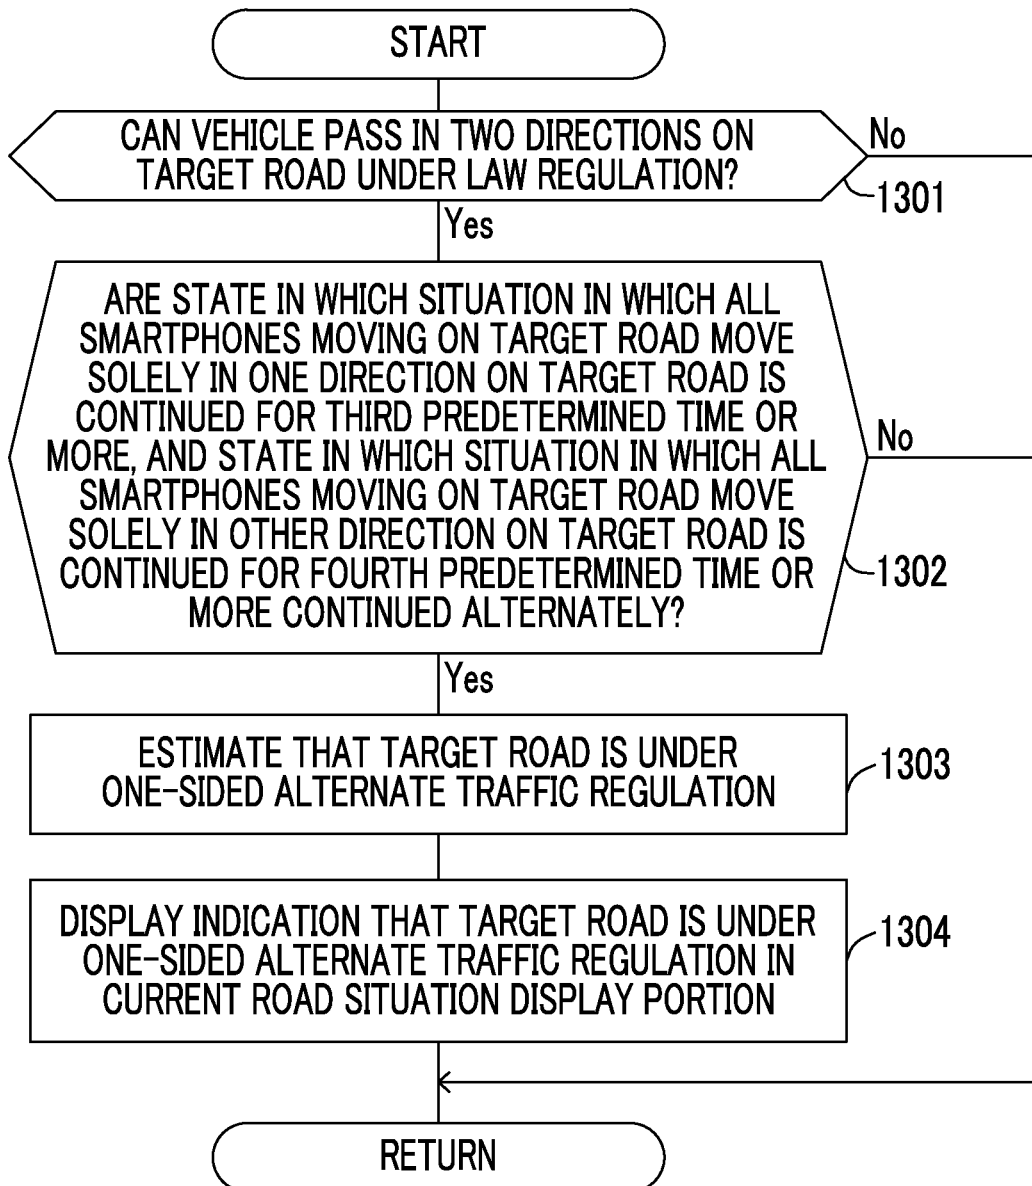 START
CAN VEHICLE PASS IN TWO DIRECTIONS ON
TARGET ROAD UNDER LAW REGULATION?
No
1301
Yes
ARE STATE IN WHICH SITUATION IN WHICH ALL
SMARTPHONES MOVING ON TARGET ROAD MOVE
SOLELY IN ONE DIRECTION ON TARGET ROAD IS
CONTINUED FOR THIRD PREDETERMINED TIME OR
MORE, AND STATE IN WHICH SITUATION IN WHICH ALL
SMARTPHONES MOVING ON TARGET ROAD MOVE
SOLELY IN OTHER DIRECTION ON TARGET ROAD IS
CONTINUED FOR FOURTH PREDETERMINED TIME OR
MORE CONTINUED ALTERNATELY?
No
1302
Yes
ESTIMATE THAT TARGET ROAD IS UNDER
ONE-SIDED ALTERNATE TRAFFIC REGULATION
1303
DISPLAY INDICATION THAT TARGET ROAD IS UNDER
ONE-SIDED ALTERNATE TRAFFIC REGULATION IN
CURRENT ROAD SITUATION DISPLAY PORTION
1304
RETURN